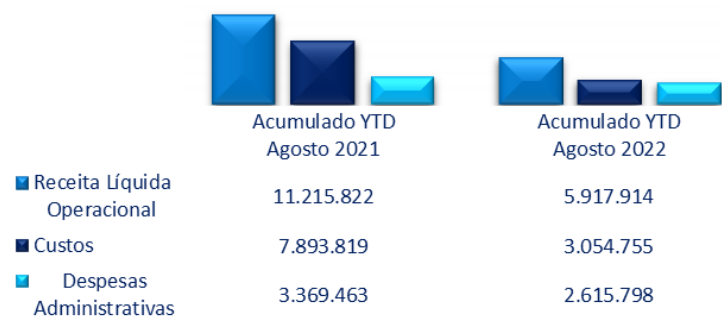 Acumulado YTD
Agosto 2021
Acumulado YTD
Agosto 2022
Receita Líquida
Operacional
11.215.822
5.917.914
Custos
7.893.819
3.054.755
Despesas
Administrativas
3.369.463
2.615.798